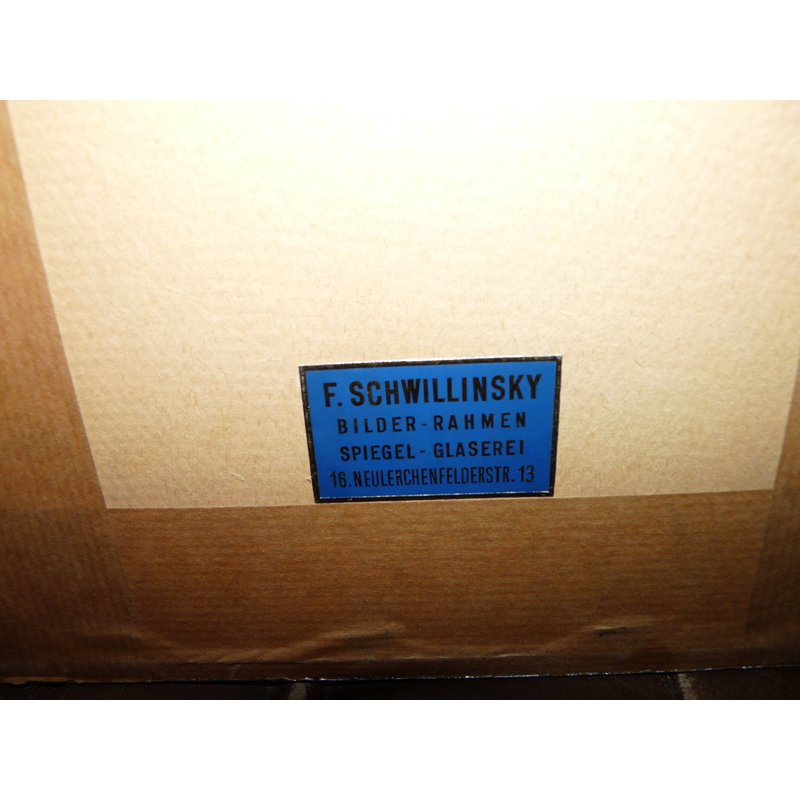 F. SCHWILLINSKY
BILDER-RAHMEN
SPIEGEL-GLASEREI
16. NEULERCHENFELDERSTR. 13